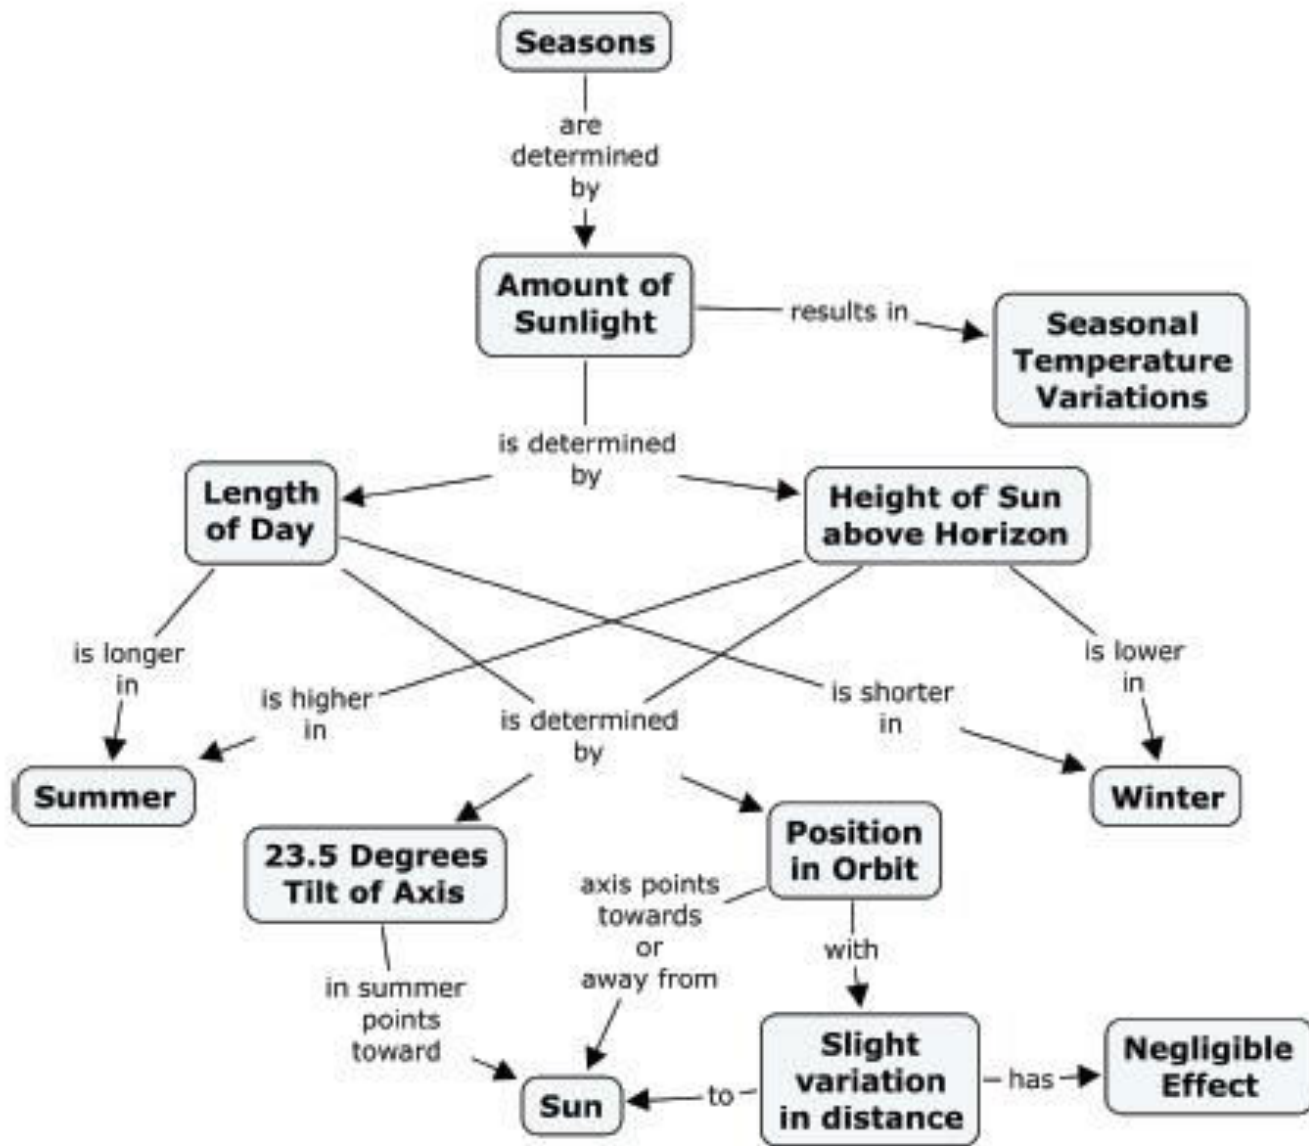 Seasons
are
determined
by
Amount of
Sunlight
results in
Seasonal
Temperature
Variations
is determined
by
Length
of Day
Height of Sun
above Horizon
is longer
in
is higher
in
is determined
by
is shorter
in
is lower
in
Summer
Winter
23.5 Degrees
Tilt of Axis
Position
in Orbit
axis points
towards
or
away from
with
in summer
points
toward
Sun
to
Slight
variation
in distance
has
Negligible
Effect